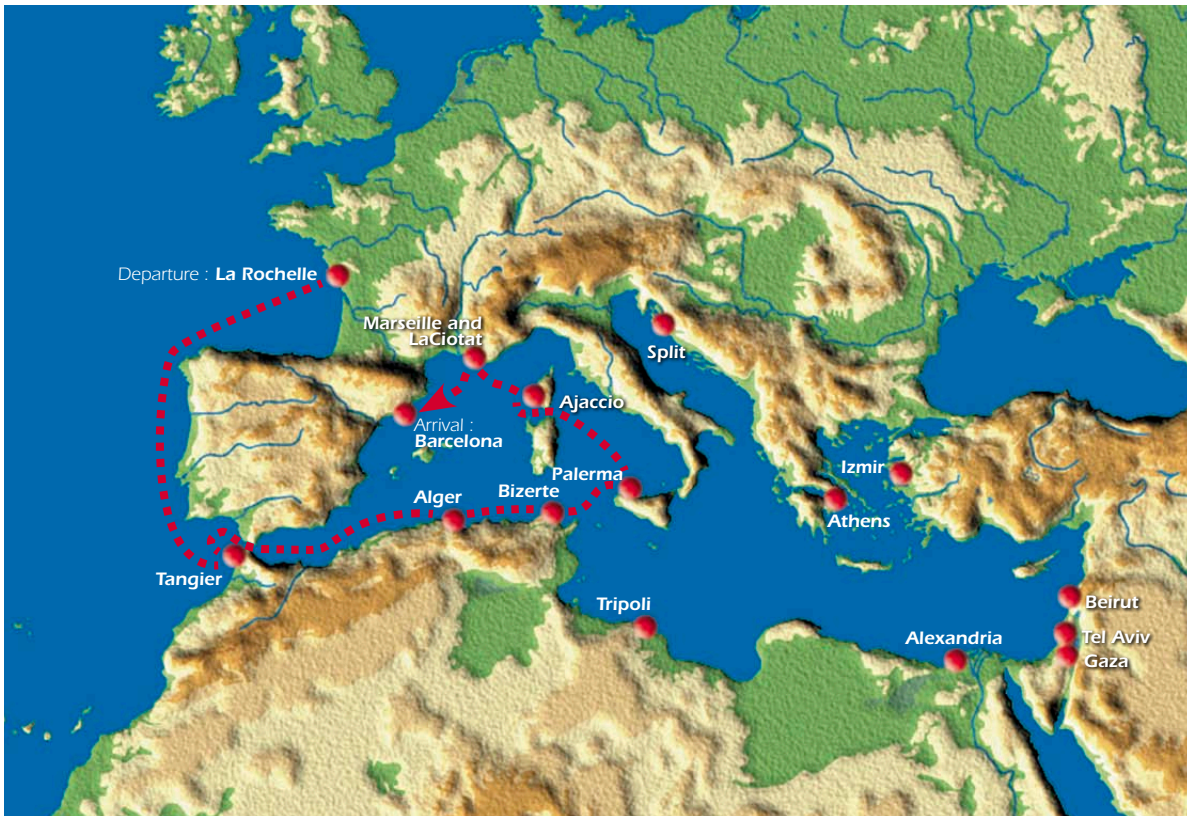 Departure : La Rochelle
Marseille and
LaCiotat
Split
Ajaccio
Arrival :
Barcelona
Izmir
Palerma
Bizerte
Alger
Athens
Tangier
Tripoli
Beirut
Alexandria
Tel Aviv
Gaza